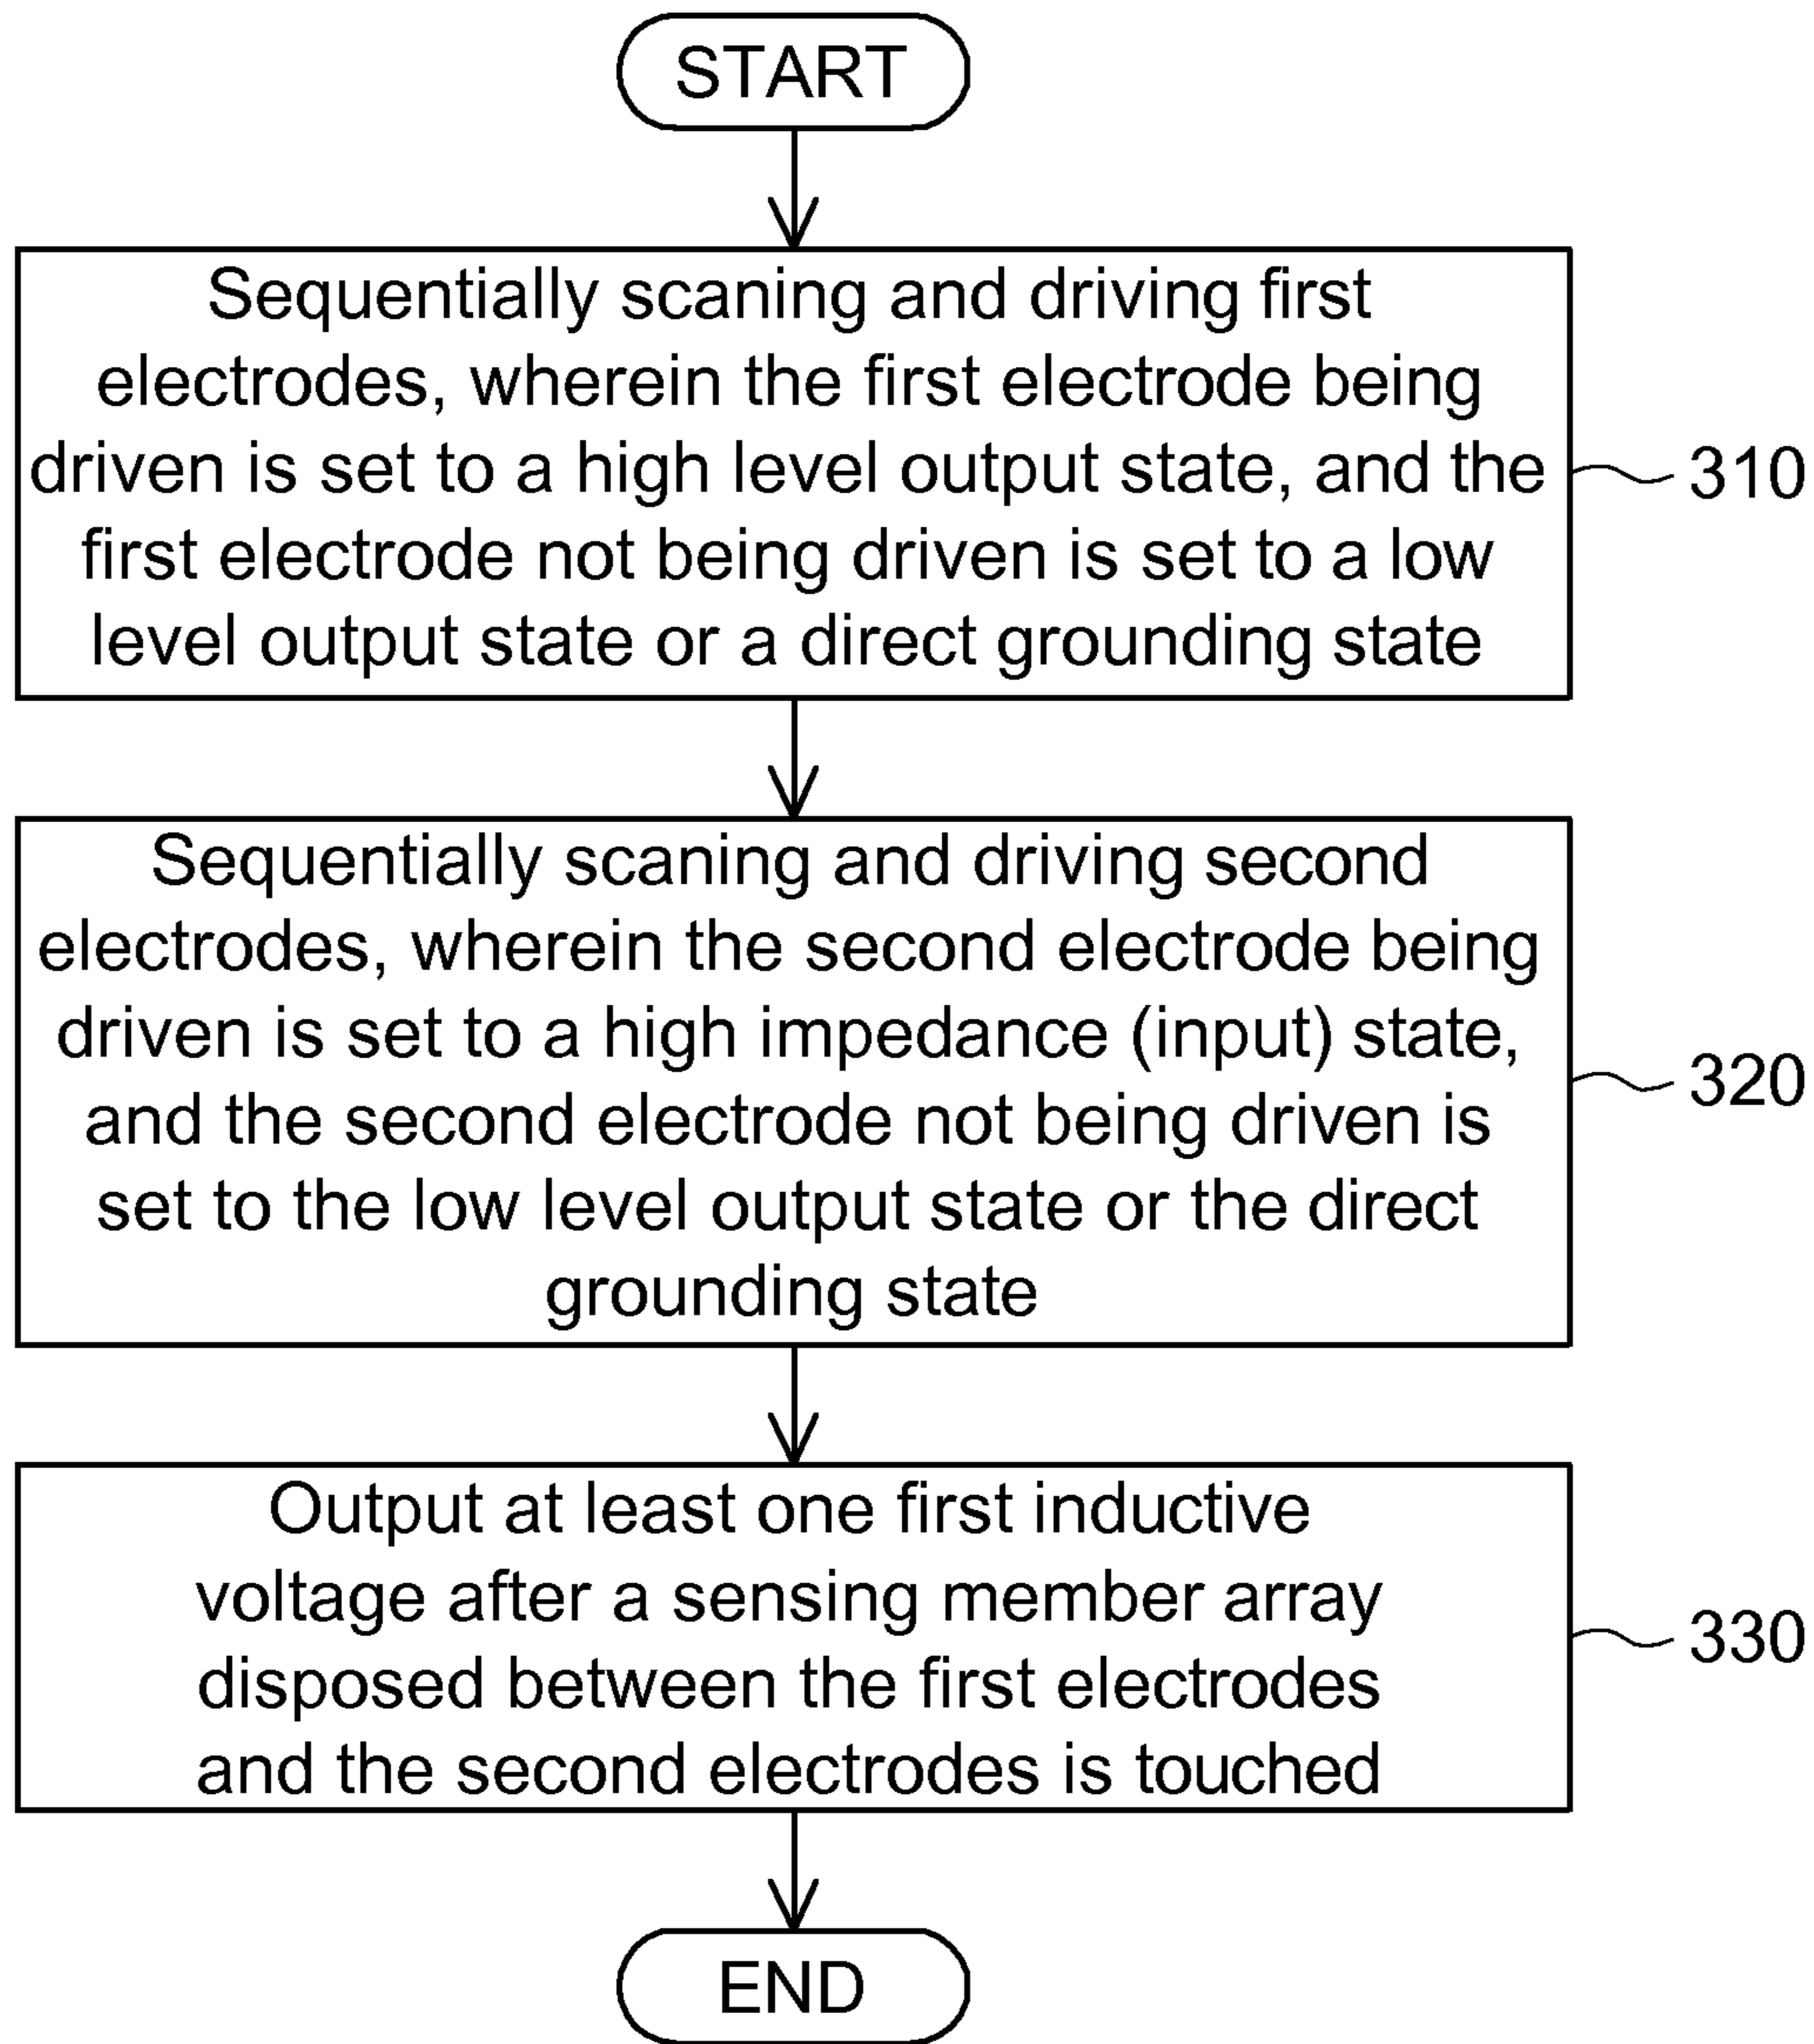 START
Sequentially scaning and driving first
electrodes, wherein the first electrode being
driven is set to a high level output state, and the
first electrode not being driven is set to a low
level output state or a direct grounding state
310
Sequentially scaning and driving second
electrodes, wherein the second electrode being
driven is set to a high impedance (input) state,
and the second electrode not being driven is
set to the low level output state or the direct
grounding state
320
Output at least one first inductive
voltage after a sensing member array
disposed between the first electrodes
and the second electrodes is touched
330
END